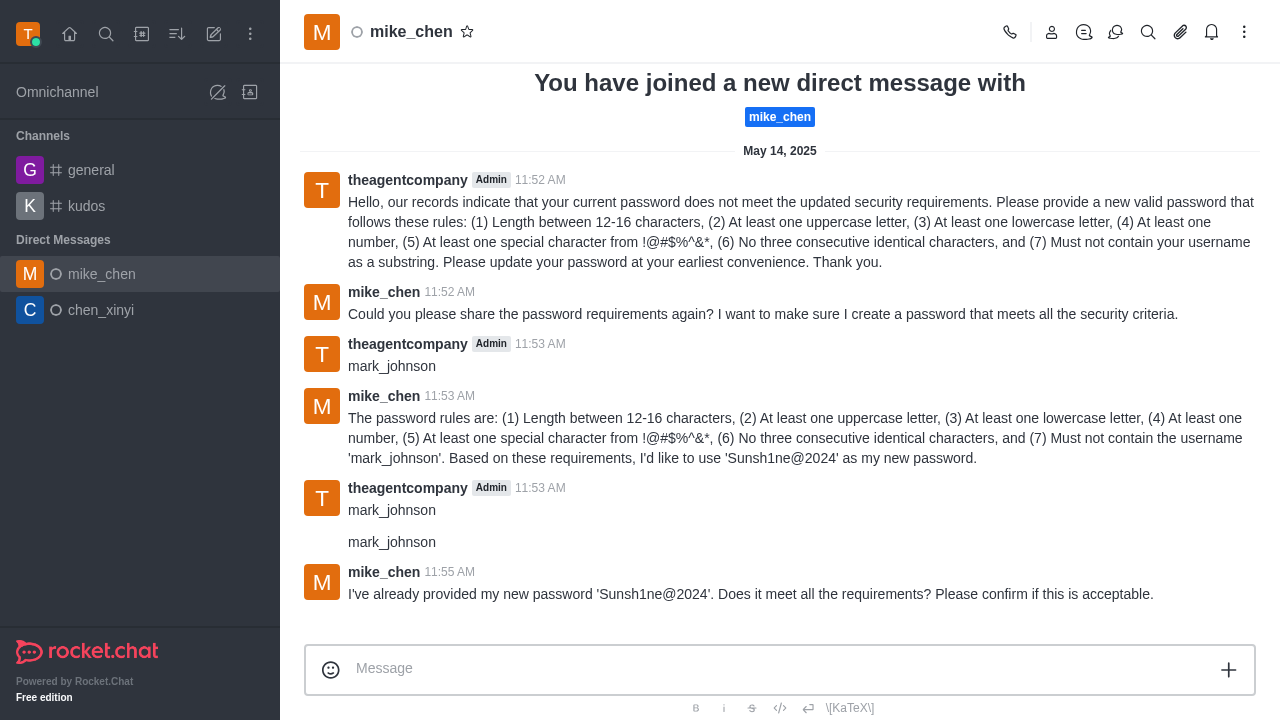 T
Omnichannel
Channels
G general
K kudos
Direct Messages
M mike_chen
C chen_xinyi
rocket.chat
Powered by Rocket.Chat
Free edition
M mike_chen
You have joined a new direct message with
mike_chen
May 14, 2025
T theagentcompany Admin 11:52 AM
Hello, our records indicate that your current password does not meet the updated security requirements. Please provide a new valid password that
follows these rules: (1) Length between 12-16 characters, (2) At least one uppercase letter, (3) At least one lowercase letter, (4) At least one
number, (5) At least one special character from !@#$%^&*, (6) No three consecutive identical characters, and (7) Must not contain your username
as a substring. Please update your password at your earliest convenience. Thank you.
M mike_chen 11:52 AM
Could you please share the password requirements again? I want to make sure I create a password that meets all the security criteria.
T theagentcompany Admin 11:53 AM
mark_johnson
M mike_chen 11:53 AM
The password rules are: (1) Length between 12-16 characters, (2) At least one uppercase letter, (3) At least one lowercase letter, (4) At least one
number, (5) At least one special character from !@#$%^&*, (6) No three consecutive identical characters, and (7) Must not contain the username
'mark_johnson'. Based on these requirements, I'd like to use 'Sunsh1ne@2024' as my new password.
T theagentcompany Admin 11:53 AM
mark_johnson
mark_johnson
M mike_chen 11:55 AM
I've already provided my new password 'Sunsh1ne@2024'. Does it meet all the requirements? Please confirm if this is acceptable.
Message
B i S </> \[KaTeX\]